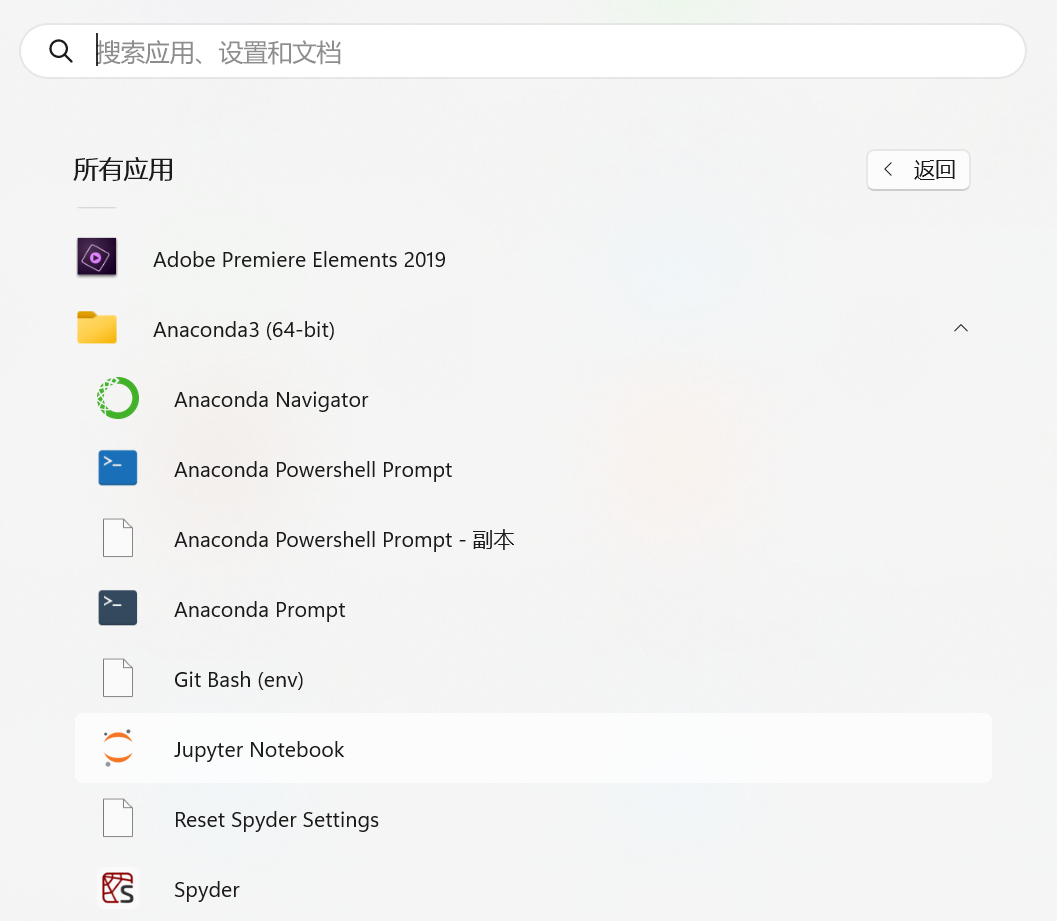 搜索应用、设置和文档
所有应用
返回
Adobe Premiere Elements 2019
Anaconda3 (64-bit)
Anaconda Navigator
Anaconda Powershell Prompt
Anaconda Powershell Prompt - 副本
Anaconda Prompt
Git Bash (env)
Jupyter Notebook
Reset Spyder Settings
Spyder